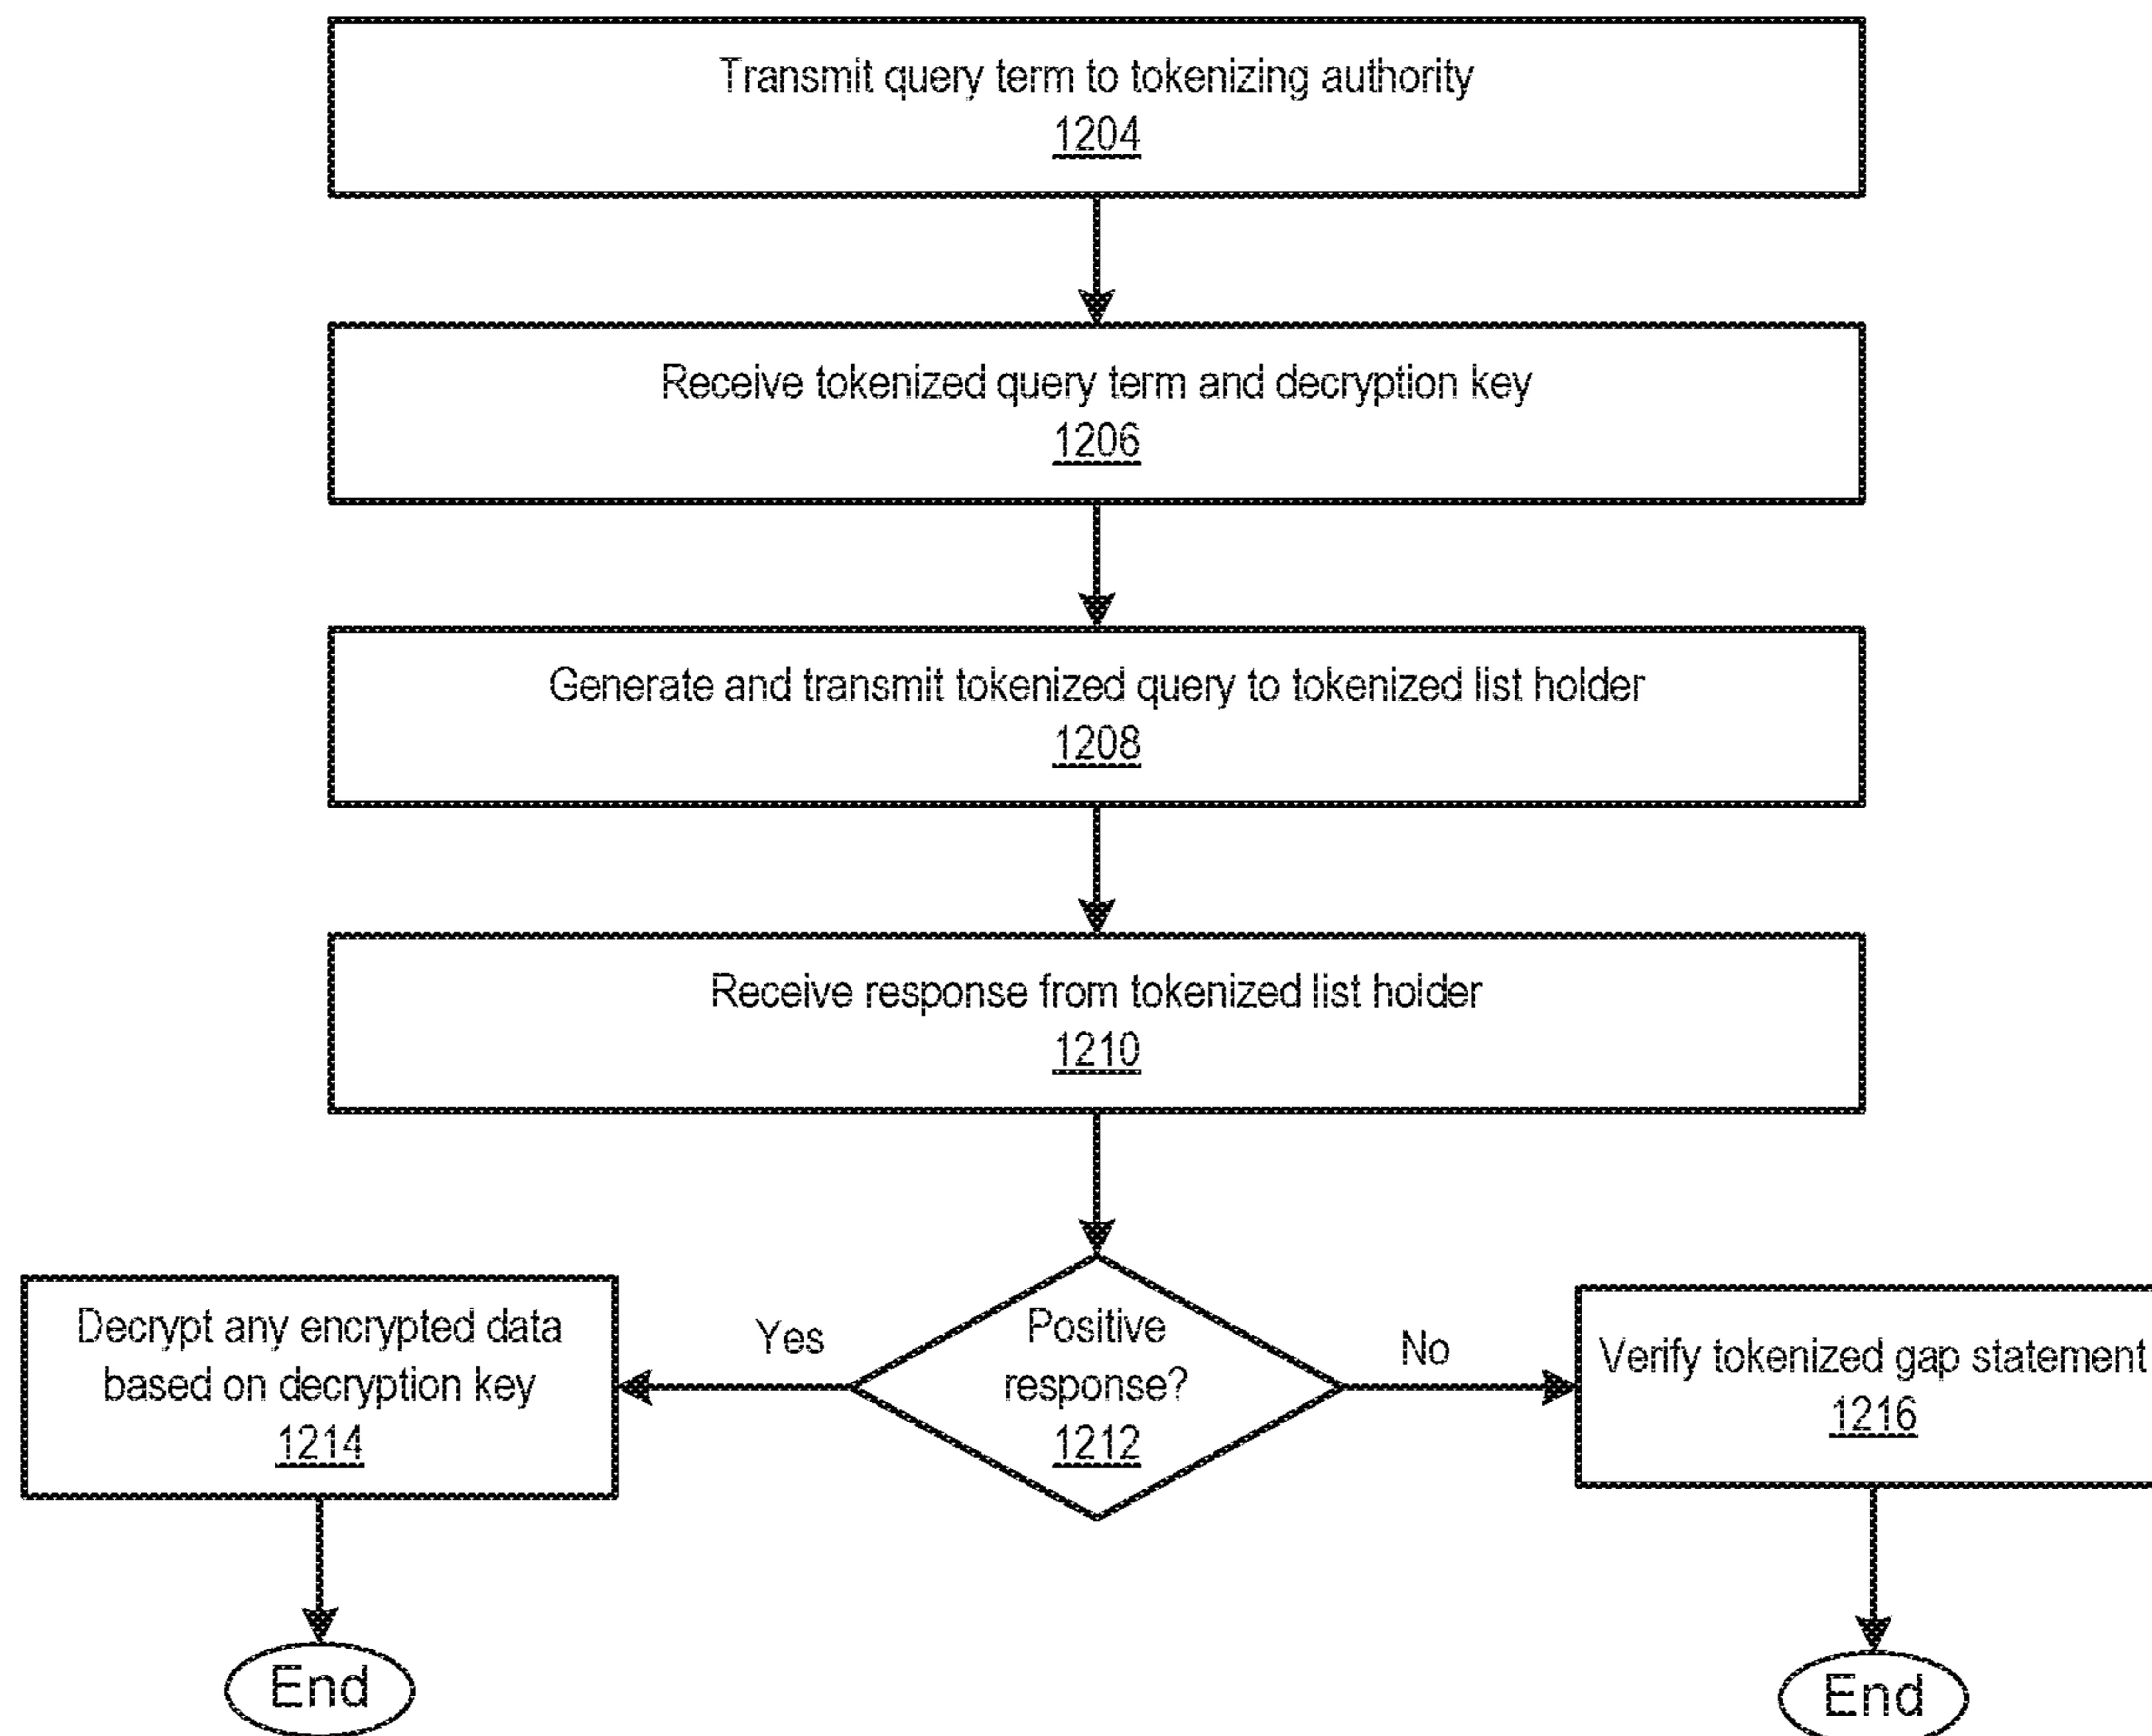 Transmit query term to tokenizing authority
1204
Receive tokenized query term and decryption key
1206
Generate and transmit tokenized query to tokenized list holder
1208
Receive response from tokenized list holder
1210
Decrypt any encrypted data
based on decryption key
1214
Yes
Positive
response?
1212
No
Verify tokenized gap statement
1216
End
End